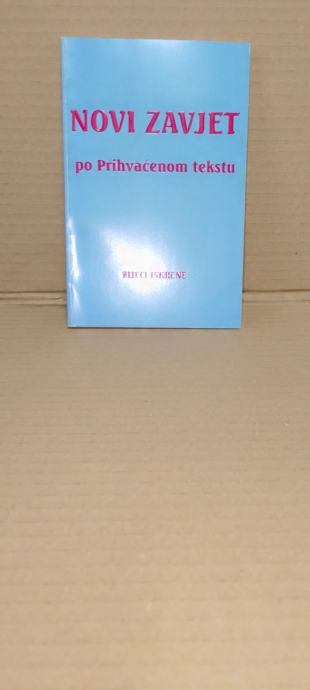 NOVI ZAVJET
po Prihvaćenom tekstu
RIJEČI ISKRENE